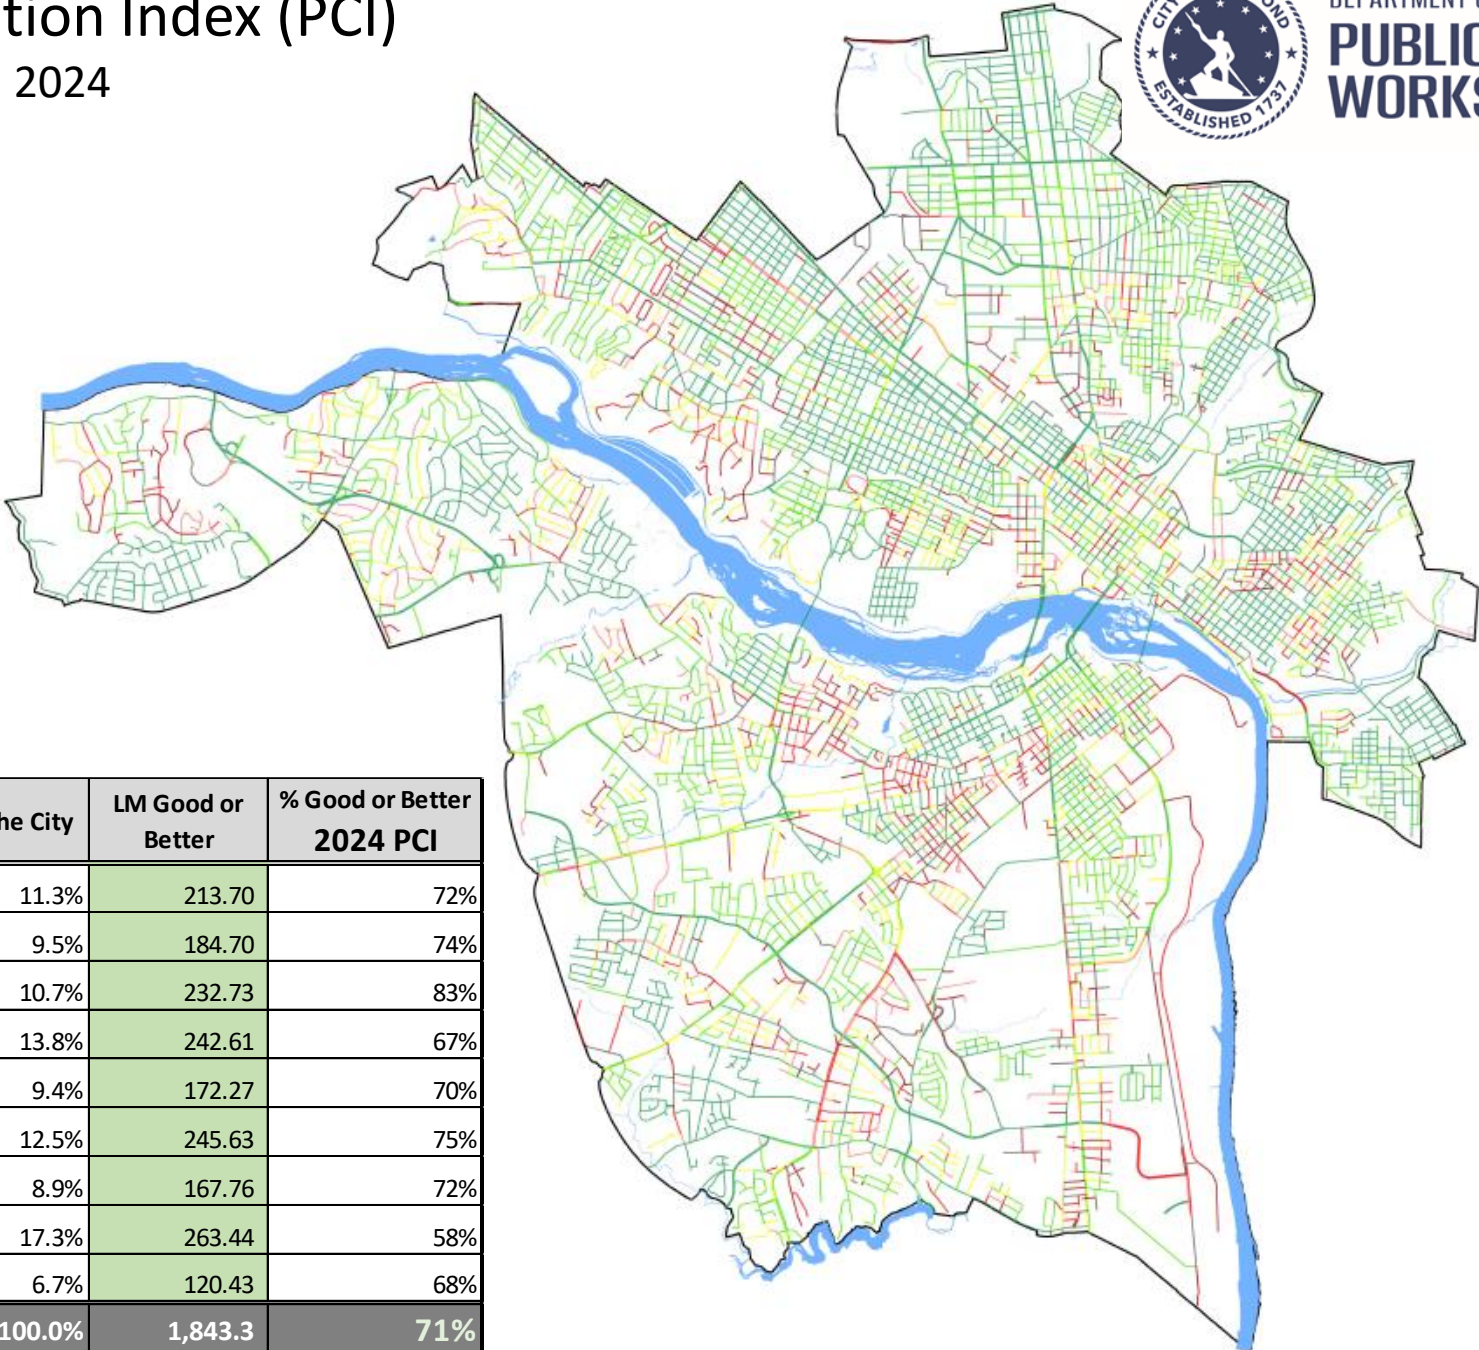 tion Index (PCI)
2024
CITY OND
ESTABLISHED 1737
PUBLIC
WORKS
he City LM Good or Better % Good or Better 2024 PCI
11.3% 213.70 72%
9.5% 184.70 74%
10.7% 232.73 83%
13.8% 242.61 67%
9.4% 172.27 70%
12.5% 245.63 75%
8.9% 167.76 72%
17.3% 263.44 58%
6.7% 120.43 68%
100.0% 1,843.3 71%